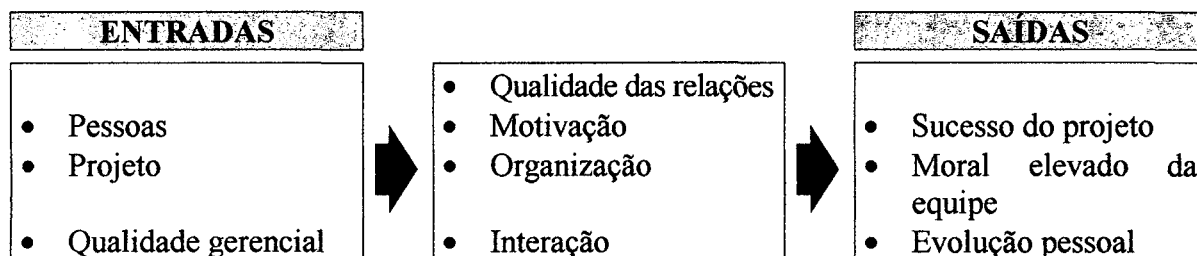 ENTRADAS
• Pessoas
• Projeto
• Qualidade gerencial
• Qualidade das relações
• Motivação
• Organização
• Interação
SAÍDAS
• Sucesso do projeto
• Moral elevado da
equipe
• Evolução pessoal